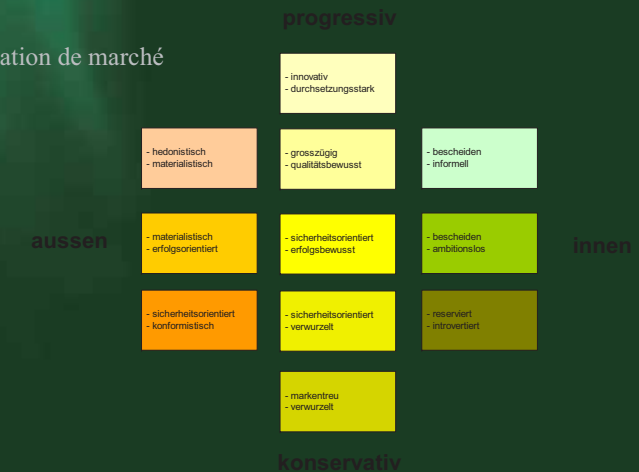 progressiv
ation de marché
- innovativ
- durchsetzungsstark
- hedonistisch
- materialistisch
- grosszügig
- qualitätsbewusst
- bescheiden
- informell
aussen
- materialistisch
- erfolgsorientiert
- sicherheitsorientiert
- erfolgsbewusst
- bescheiden
- ambitionslos
innen
- sicherheitsorientiert
- konformistisch
- sicherheitsorientiert
- verwurzelt
- reserviert
- introvertiert
- markentreu
- verwurzelt
konservativ